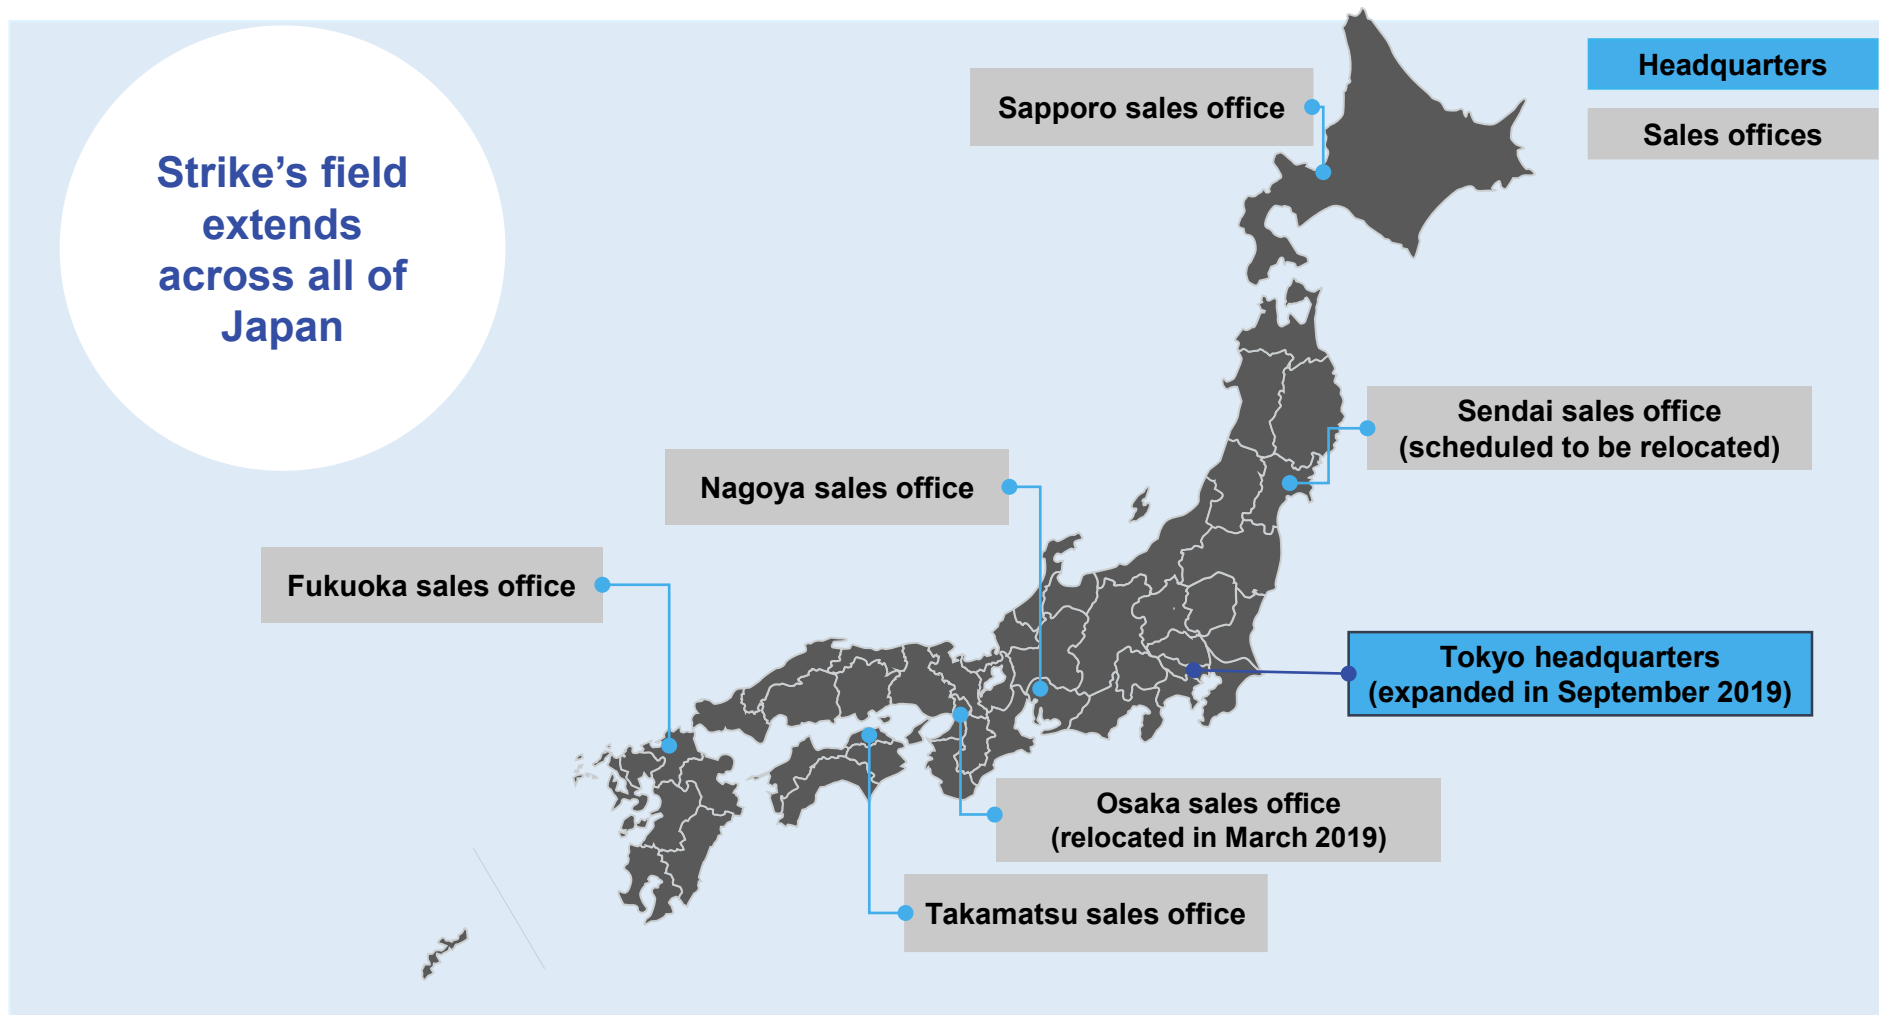 Strike’s field
extends
across all of
Japan
Headquarters
Sales offices
Sapporo sales office
Sendai sales office
(scheduled to be relocated)
Nagoya sales office
Fukuoka sales office
Tokyo headquarters
(expanded in September 2019)
Osaka sales office
(relocated in March 2019)
Takamatsu sales office